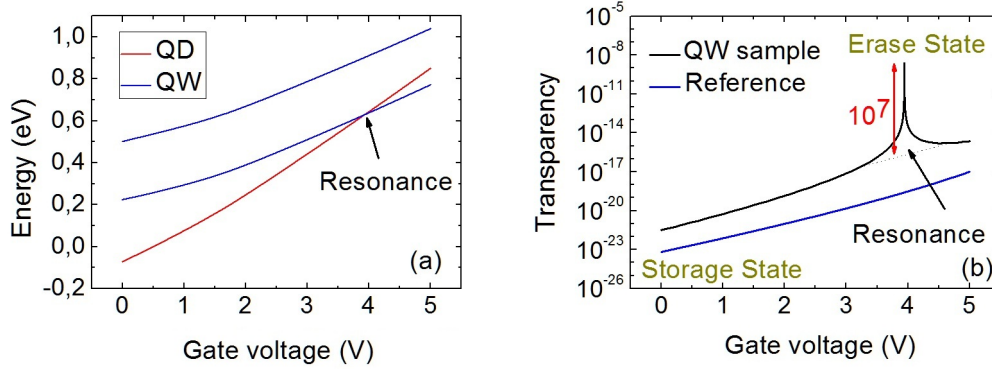 1,0
0,8
0,6
0,4
0,2
0,0
-0,2
Energy (eV)
QD
QW
Resonance
(a)
0 1 2 3 4 5
Gate voltage (V)
10-5
10-8
10-11
10-14
10-17
10-20
10-23
10-26
Transparency
QW sample
Reference
Erase State
107
Resonance
Storage State
(b)
0 1 2 3 4 5
Gate voltage (V)